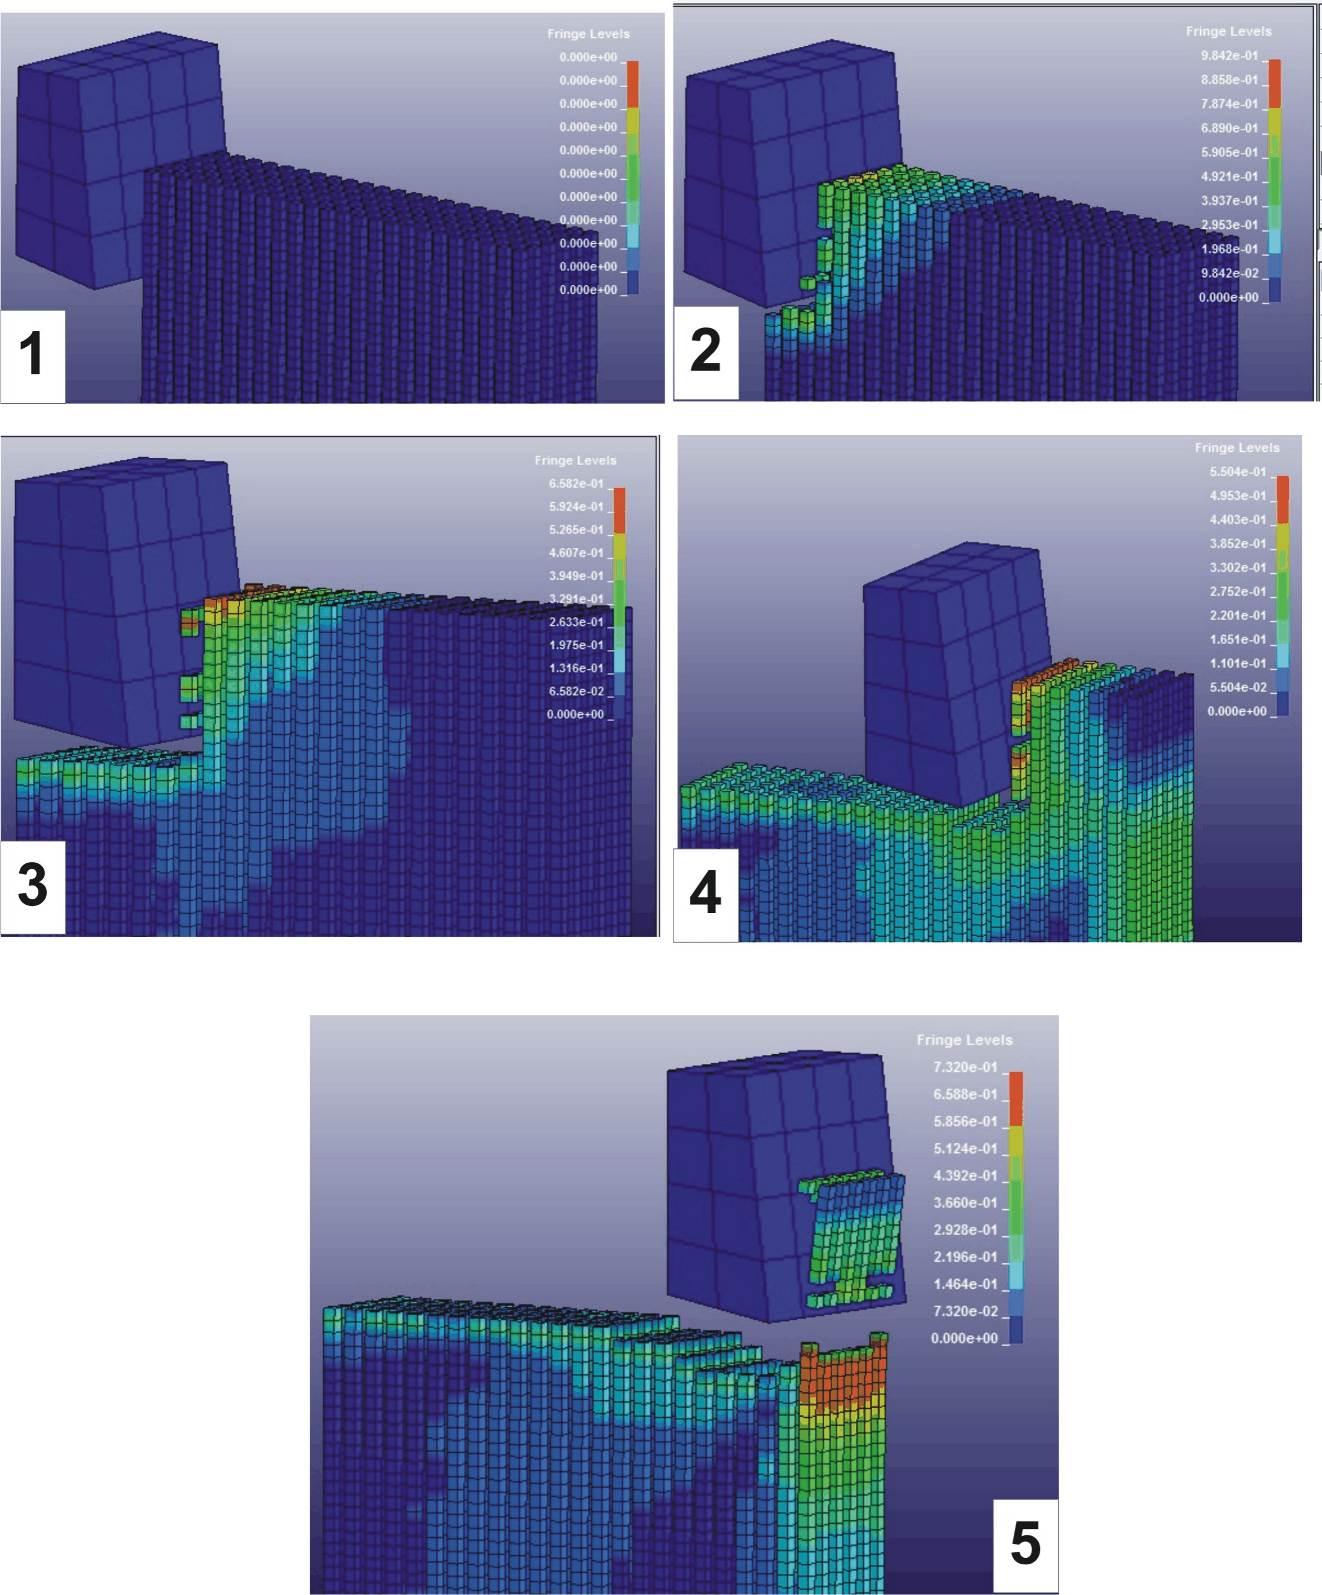 Fringe Levels
0.000e+00
0.000e+00
0.000e+00
0.000e+00
0.000e+00
0.000e+00
0.000e+00
0.000e+00
0.000e+00
0.000e+00
0.000e+00
1
Fringe Levels
9.842e-01
8.858e-01
7.874e-01
6.890e-01
5.905e-01
4.921e-01
3.937e-01
2.953e-01
1.968e-01
9.842e-02
0.000e+00
2
Fringe Levels
6.582e-01
5.924e-01
5.265e-01
4.607e-01
3.949e-01
3.291e-01
2.633e-01
1.975e-01
1.316e-01
6.582e-02
0.000e+00
3
Fringe Levels
5.504e-01
4.953e-01
4.403e-01
3.852e-01
3.302e-01
2.752e-01
2.201e-01
1.651e-01
1.101e-01
5.504e-02
0.000e+00
4
Fringe Levels
7.320e-01
6.588e-01
5.856e-01
5.124e-01
4.392e-01
3.660e-01
2.928e-01
2.196e-01
1.464e-01
7.320e-02
0.000e+00
5